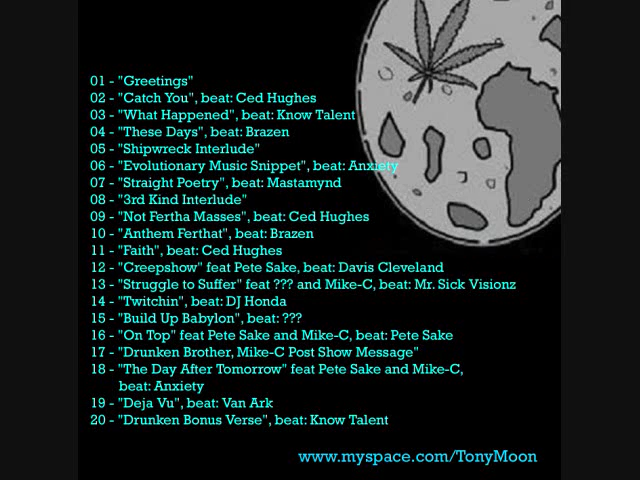 01 - "Greetings"
02 - "Catch You", beat: Ced Hughes
03 - "What Happened", beat: Know Talent
04 - "These Days", beat: Brazen
05 - "Shipwreck Interlude"
06 - "Evolutionary Music Snippet", beat: Anxiety
07 - "Straight Poetry", beat: Mastamynd
08 - "3rd Kind Interlude"
09 - "Not Fertha Masses", beat: Ced Hughes
10 - "Anthem Ferthat", beat: Brazen
11 - "Faith", beat: Ced Hughes
12 - "Creepshow" feat Pete Sake, beat: Davis Cleveland
13 - "Struggle to Suffer" feat ??? and Mike-C, beat: Mr. Sick Visionz
14 - "Twitchin", beat: DJ Honda
15 - "Build Up Babylon", beat: ???
16 - "On Top" feat Pete Sake and Mike-C, beat: Pete Sake
17 - "Drunken Brother, Mike-C Post Show Message"
18 - "The Day After Tomorrow" feat Pete Sake and Mike-C,
beat: Anxiety
19 - "Deja Vu", beat: Van Ark
20 - "Drunken Bonus Verse", beat: Know Talent
www.myspace.com/TonyMoon